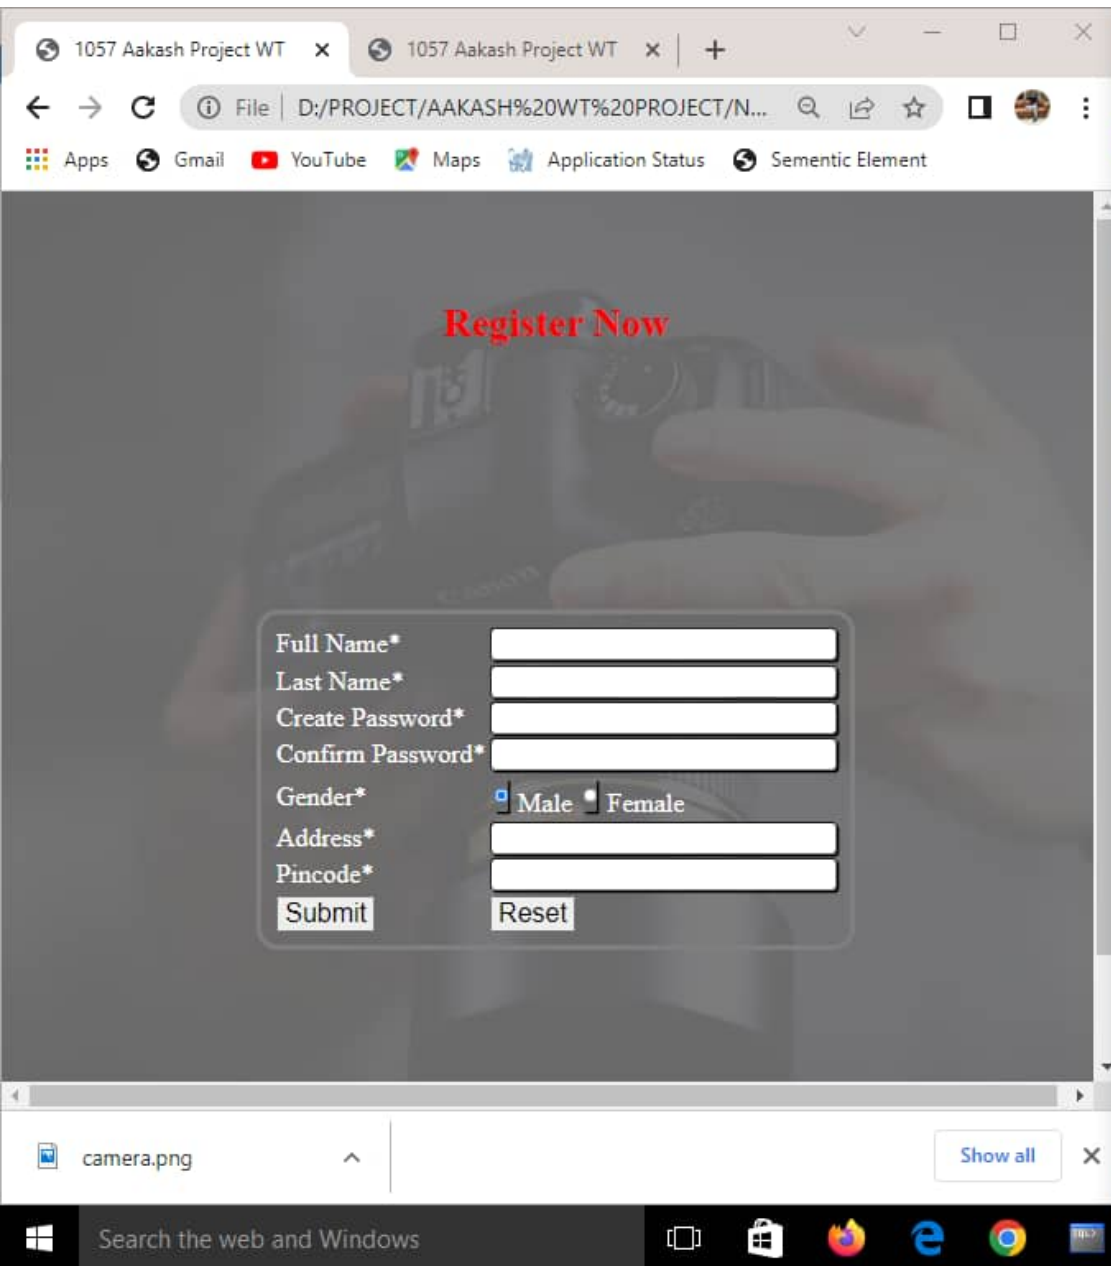 1057 Aakash Project WT
1057 Aakash Project WT
File D:/PROJECT/AAKASH%20WT%20PROJECT/N...
Apps Gmail YouTube Maps Application Status Sementic Element
Register Now
Canon
Full Name*
Last Name*
Create Password*
Confirm Password*
Gender* Male Female
Address*
Pincode*
Submit Reset
camera.png
Show all
Search the web and Windows